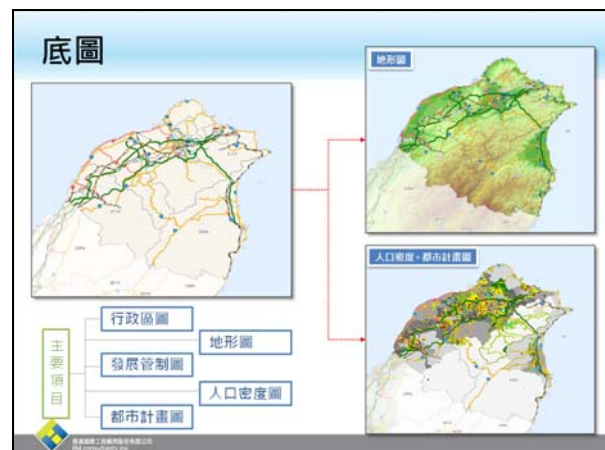 底圖
地形圖
人口密度+都市計畫圖
主要項目
行政區圖
地形圖
發展管制圖
人口密度圖
都市計畫圖